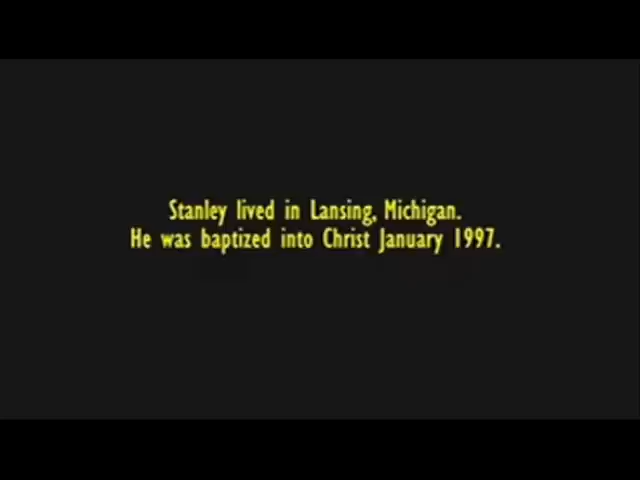 Stanley lived in Lansing, Michigan.
He was baptized into Christ January 1997.